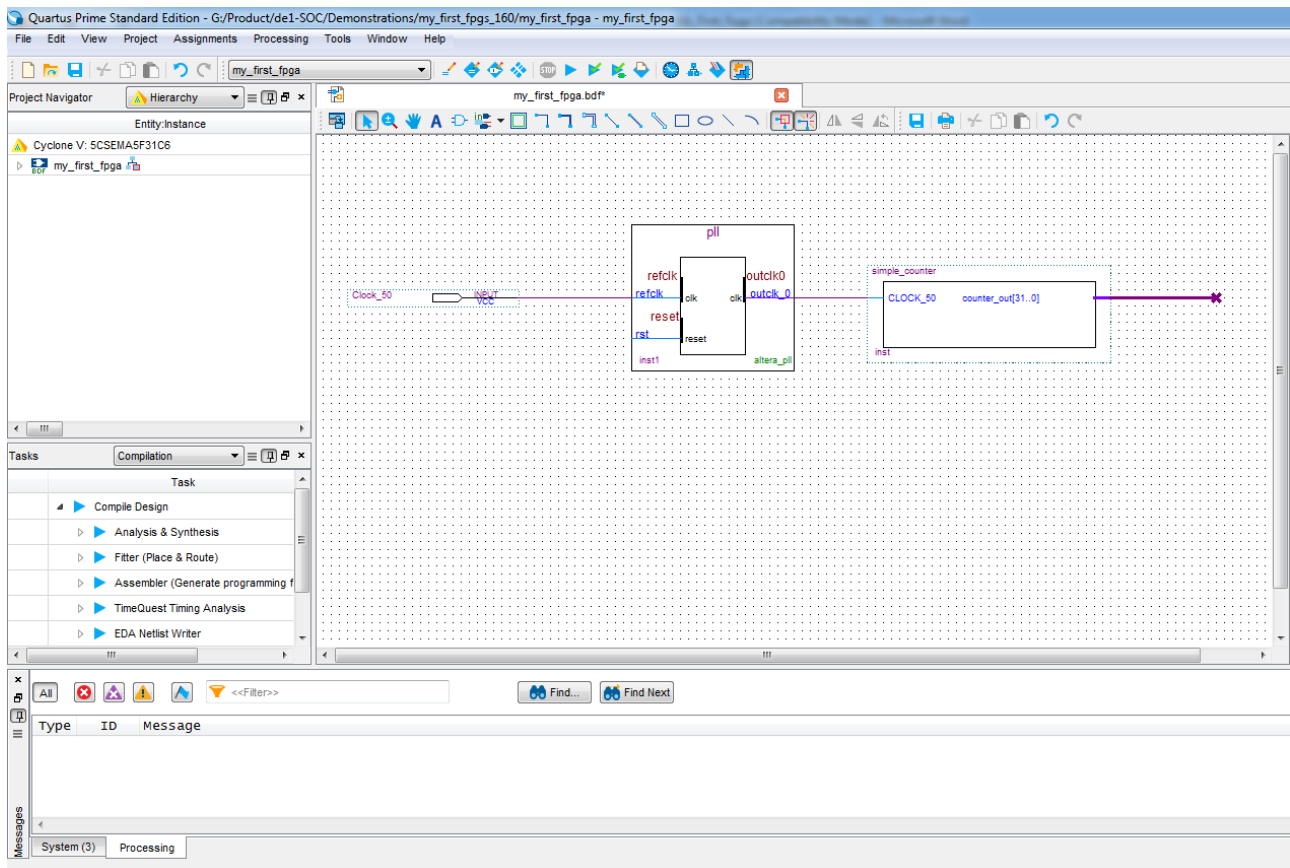 Quartus Prime Standard Edition - G:/Product/de1-SOC/Demonstrations/my_first_fpgs_160/my_first_fpga - my_first_fpga
File Edit View Project Assignments Processing Tools Window Help
my_first_fpga
Project Navigator Hierarchy
my_first_fpga.bdf*
Entity:Instance
Cyclone V: 5CSEMA5F31C6
BDF my_first_fpga
pll
refclk outclk0
simple_counter
Clock_50 INPUT VCC refclk clk clk outclk_0 CLOCK_50 counter_out[31..0]
reset
rst reset
inst1 altera_pll
inst
Tasks Compilation
Task
Compile Design
Analysis & Synthesis
Fitter (Place & Route)
Assembler (Generate programming f
TimeQuest Timing Analysis
EDA Netlist Writer
All <<Filter>> Find... Find Next
Type ID Message
Messages
System (3) Processing